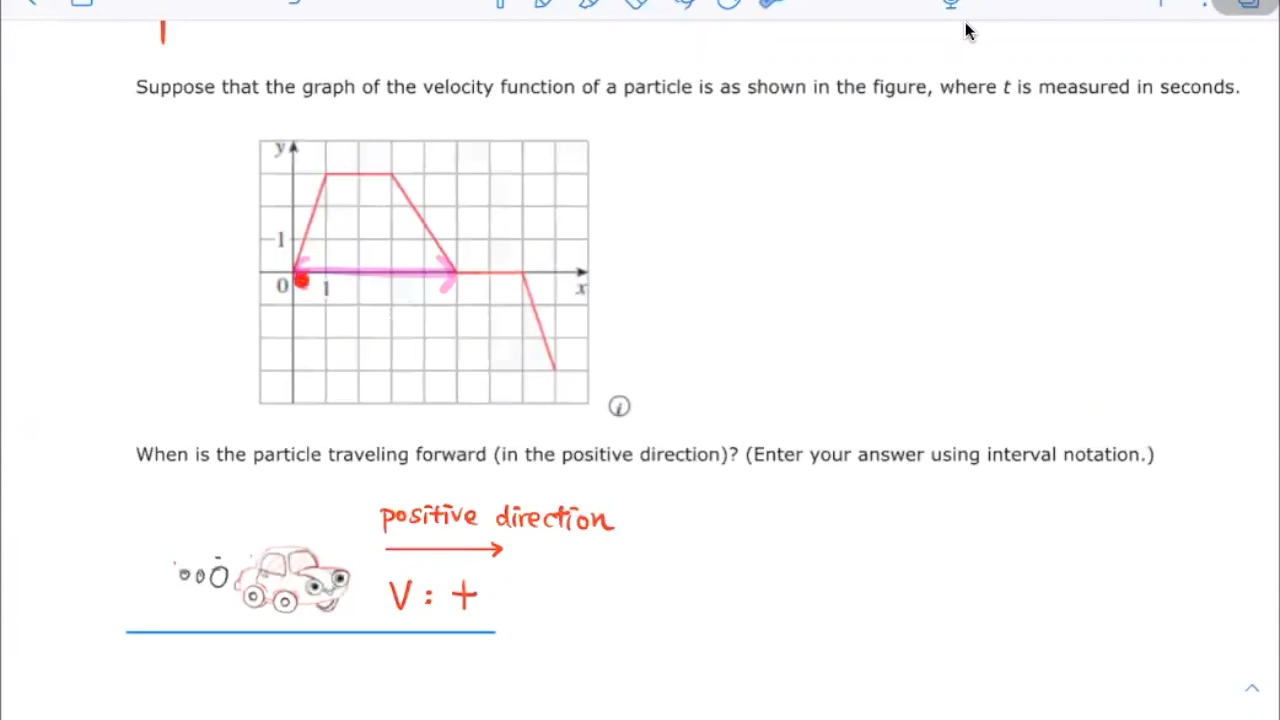 Suppose that the graph of the velocity function of a particle is as shown in the figure, where t is measured in seconds.
y
1
0
1
x
i
When is the particle traveling forward (in the positive direction)? (Enter your answer using interval notation.)
positive direction
V : +